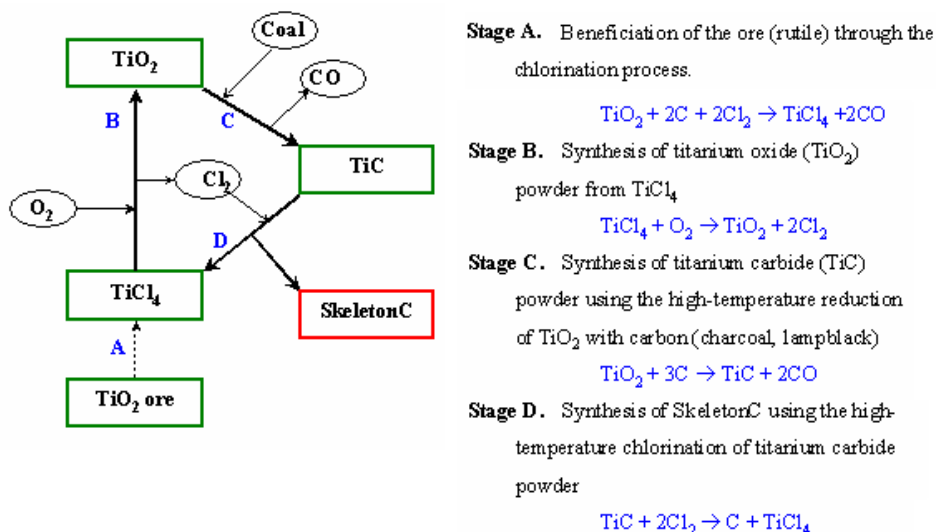 Coal
TiO₂
CO
B
C
TiC
Cl₂
O₂
D
TiCl₄
SkeletonC
A
TiO₂ ore
Stage A. Beneficiation of the ore (rutile) through the
chlorination process.
TiO₂ + 2C + 2Cl₂ → TiCl₄ +2CO
Stage B. Synthesis of titanium oxide (TiO₂)
powder from TiCl₄
TiCl₄ + O₂ → TiO₂ + 2Cl₂
Stage C. Synthesis of titanium carbide (TiC)
powder using the high-temperature reduction
of TiO₂ with carbon (charcoal, lampblack)
TiO₂ + 3C → TiC + 2CO
Stage D. Synthesis of SkeletonC using the high-
temperature chlorination of titanium carbide
powder
TiC + 2Cl₂ → C + TiCl₄